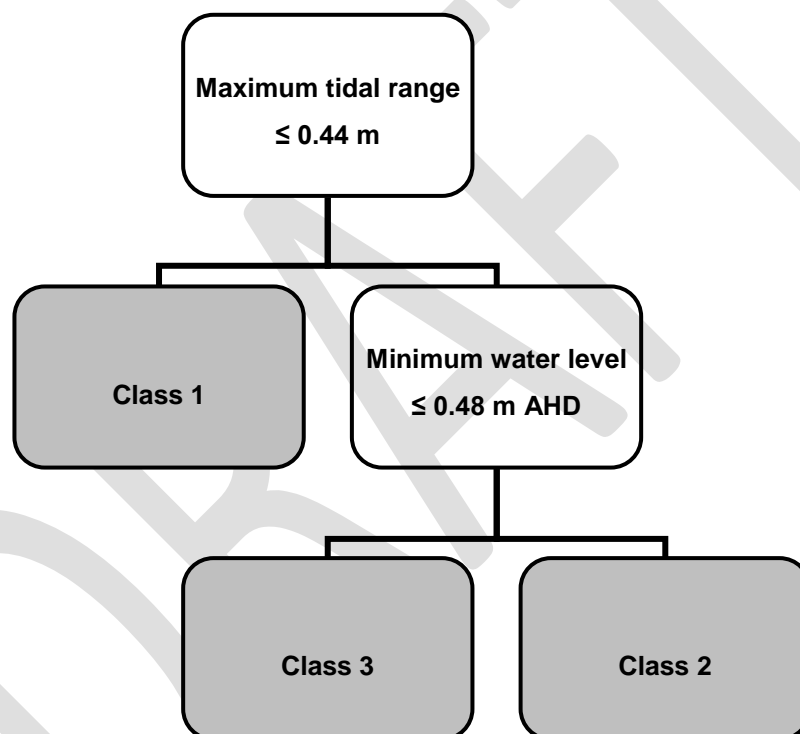 Maximum tidal range
≤ 0.44 m
Class 1
Minimum water level
≤ 0.48 m AHD
Class 3
Class 2
DRAFT